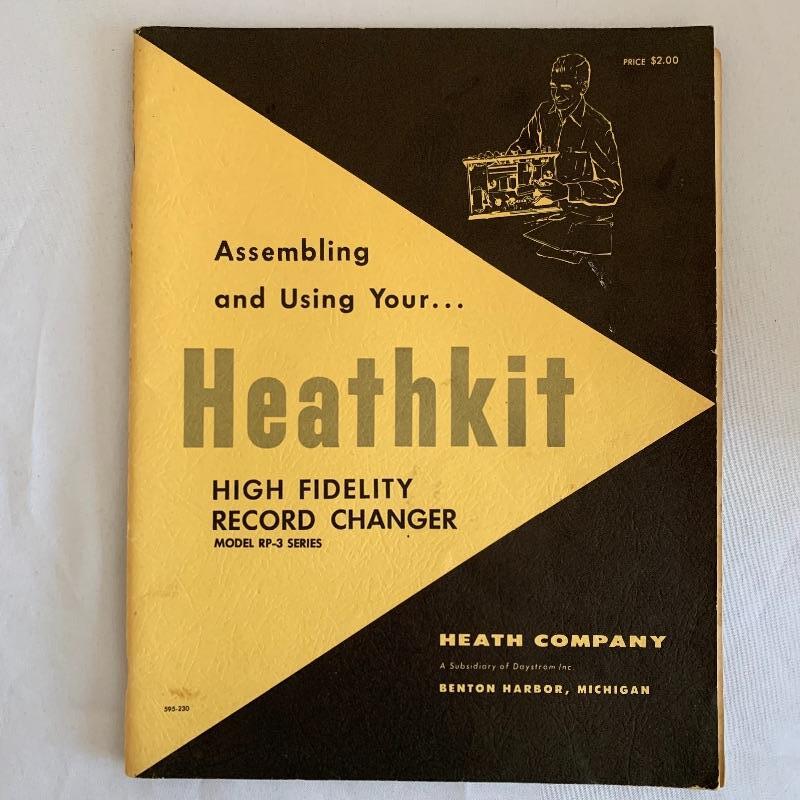 PRICE $2.00
Assembling
and Using Your...
Heathkit
HIGH FIDELITY
RECORD CHANGER
MODEL RP-3 SERIES
HEATH COMPANY
A Subsidiary of Daystrom Inc.
BENTON HARBOR, MICHIGAN
595-230